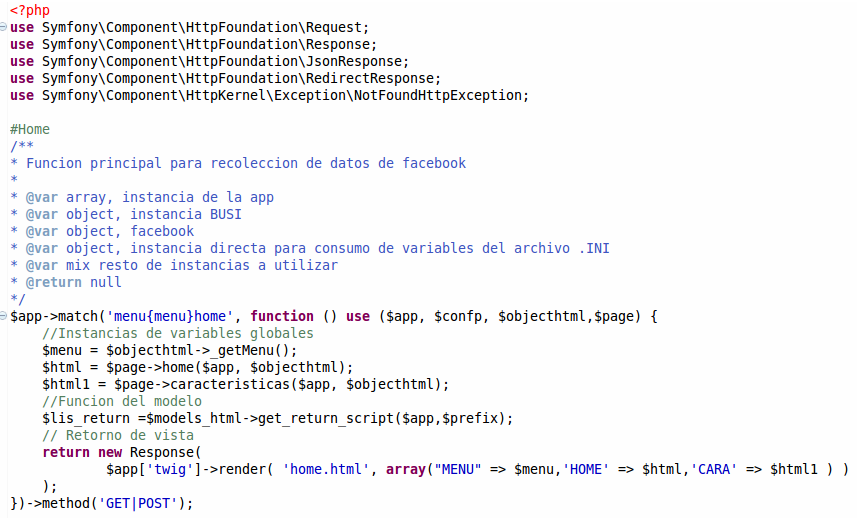 <?php
use Symfony\Component\HttpFoundation\Request;
use Symfony\Component\HttpFoundation\Response;
use Symfony\Component\HttpFoundation\JsonResponse;
use Symfony\Component\HttpFoundation\RedirectResponse;
use Symfony\Component\HttpKernel\Exception\NotFoundHttpException;

#Home
/**
* Funcion principal para recoleccion de datos de facebook
*
* @var array, instancia de la app
* @var object, instancia BUSI
* @var object, facebook
* @var object, instancia directa para consumo de variables del archivo .INI
* @var mix resto de instancias a utilizar
* @return null
*/
$app->match('menu{menu}home', function () use ($app, $confp, $objecthtml,$page) {
    //Instancias de variables globales
    $menu = $objecthtml->_getMenu();
    $html = $page->home($app, $objecthtml);
    $html1 = $page->caracteristicas($app, $objecthtml);
    //Funcion del modelo
    $lis_return =$models_html->get_return_script($app,$prefix);
    // Retorno de vista
    return new Response(
            $app['twig']->render( 'home.html', array("MENU" => $menu,'HOME' => $html,'CARA' => $html1 ) )
    );
})->method('GET|POST');